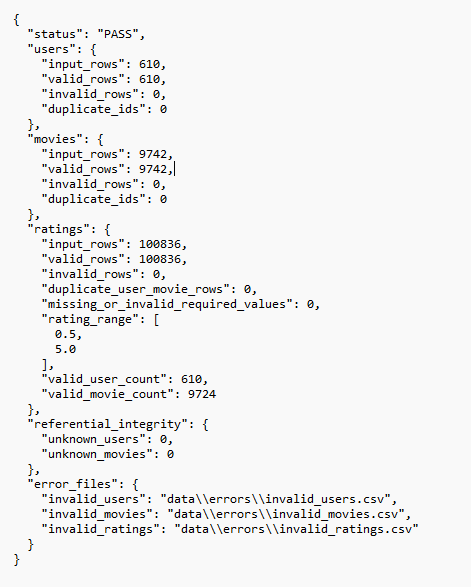 {
  "status": "PASS",
  "users": {
    "input_rows": 610,
    "valid_rows": 610,
    "invalid_rows": 0,
    "duplicate_ids": 0
  },
  "movies": {
    "input_rows": 9742,
    "valid_rows": 9742,
    "invalid_rows": 0,
    "duplicate_ids": 0
  },
  "ratings": {
    "input_rows": 100836,
    "valid_rows": 100836,
    "invalid_rows": 0,
    "duplicate_user_movie_rows": 0,
    "missing_or_invalid_required_values": 0,
    "rating_range": [
      0.5,
      5.0
    ],
    "valid_user_count": 610,
    "valid_movie_count": 9724
  },
  "referential_integrity": {
    "unknown_users": 0,
    "unknown_movies": 0
  },
  "error_files": {
    "invalid_users": "data\\errors\\invalid_users.csv",
    "invalid_movies": "data\\errors\\invalid_movies.csv",
    "invalid_ratings": "data\\errors\\invalid_ratings.csv"
  }
}